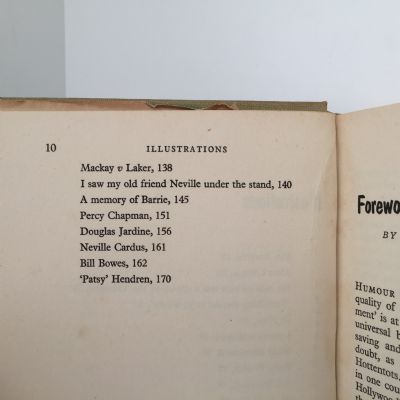 10 ILLUSTRATIONS
Mackay v Laker, 138
I saw my old friend Neville under the stand, 140
A memory of Barrie, 145
Percy Chapman, 151
Douglas Jardine, 156
Neville Cardus, 161
Bill Bowes, 162
'Patsy' Hendren, 170
Forewo
BY
HUMOUR
quality of
ment' is at
universal b
saving and
doubt, as
Hottentots.
in one cou
Hollywoo